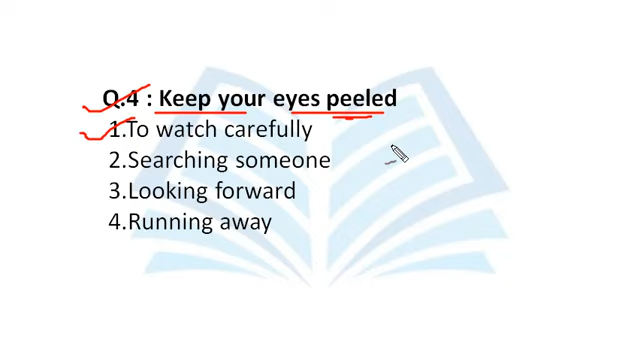 Q.4 : Keep your eyes peeled
1.To watch carefully
2.Searching someone
3.Looking forward
4.Running away